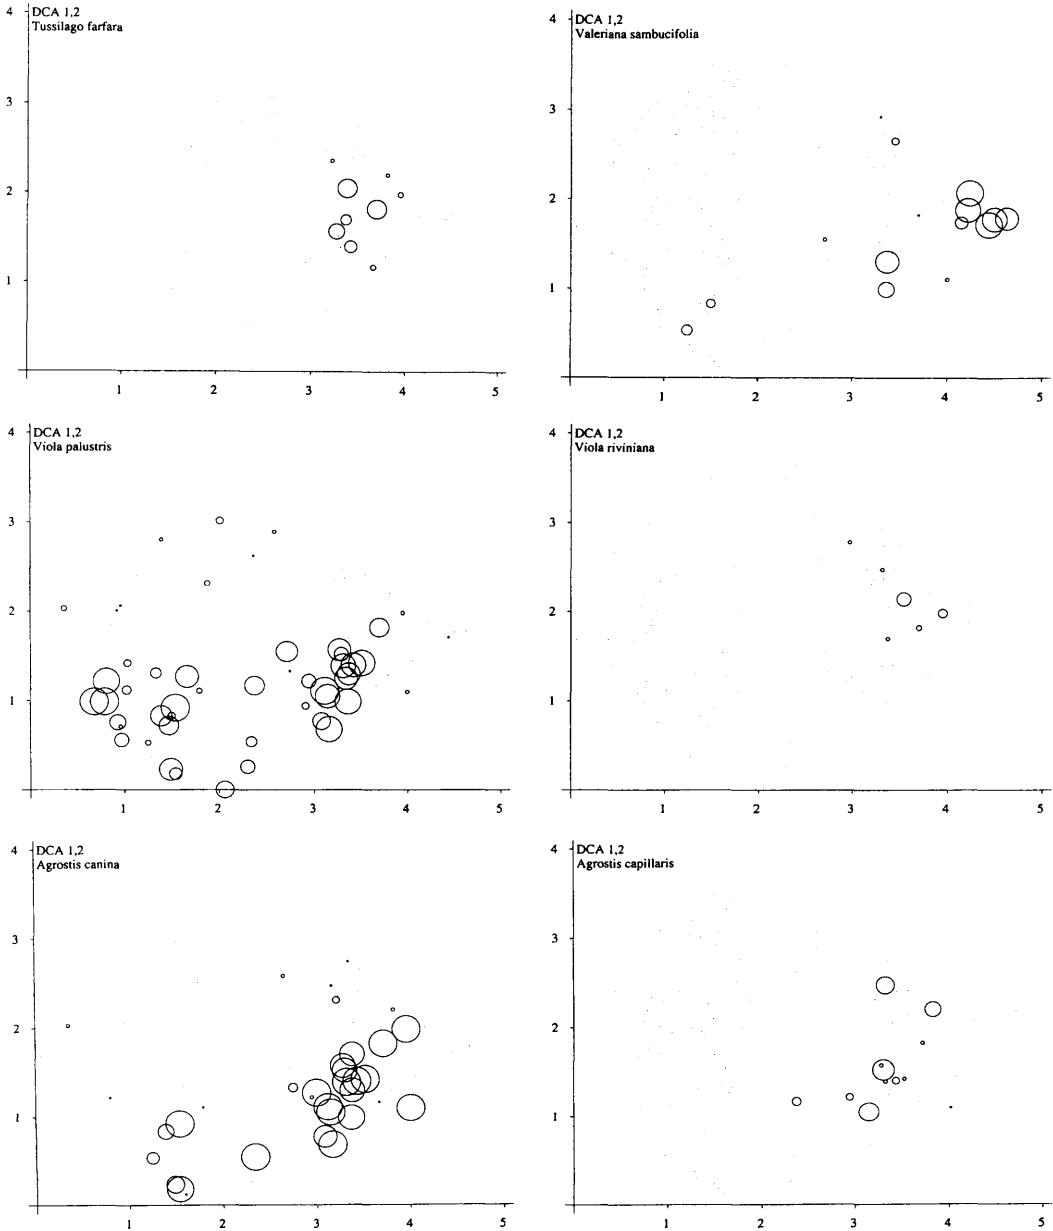 4
DCA 1,2
Tussilago farfara
3
2
1
1 2 3 4 5
4
DCA 1,2
Valeriana sambucifolia
3
2
1
1 2 3 4 5
4
DCA 1,2
Viola palustris
3
2
1
1 2 3 4 5
4
DCA 1,2
Viola riviniana
3
2
1
1 2 3 4 5
4
DCA 1,2
Agrostis canina
3
2
1
1 2 3 4 5
4
DCA 1,2
Agrostis capillaris
3
2
1
1 2 3 4 5